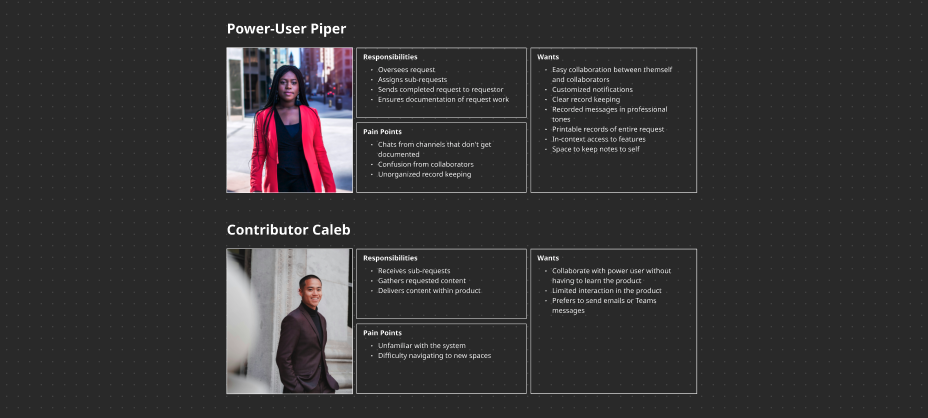 Power-User Piper
Responsibilities
• Oversees request
• Assigns sub-requests
• Sends completed request to requestor
• Ensures documentation of request work
Pain Points
• Chats from channels that don't get
documented
• Confusion from collaborators
• Unorganized record keeping
Wants
• Easy collaboration between themself
and collaborators
• Customized notifications
• Clear record keeping
• Recorded messages in professional
tones
• Printable records of entire request
• In-context access to features
• Space to keep notes to self
Contributor Caleb
Responsibilities
• Receives sub-requests
• Gathers requested content
• Delivers content within product
Pain Points
• Unfamiliar with the system
• Difficulty navigating to new spaces
Wants
• Collaborate with power user without
having to learn the product
• Limited interaction in the product
• Prefers to send emails or Teams
messages